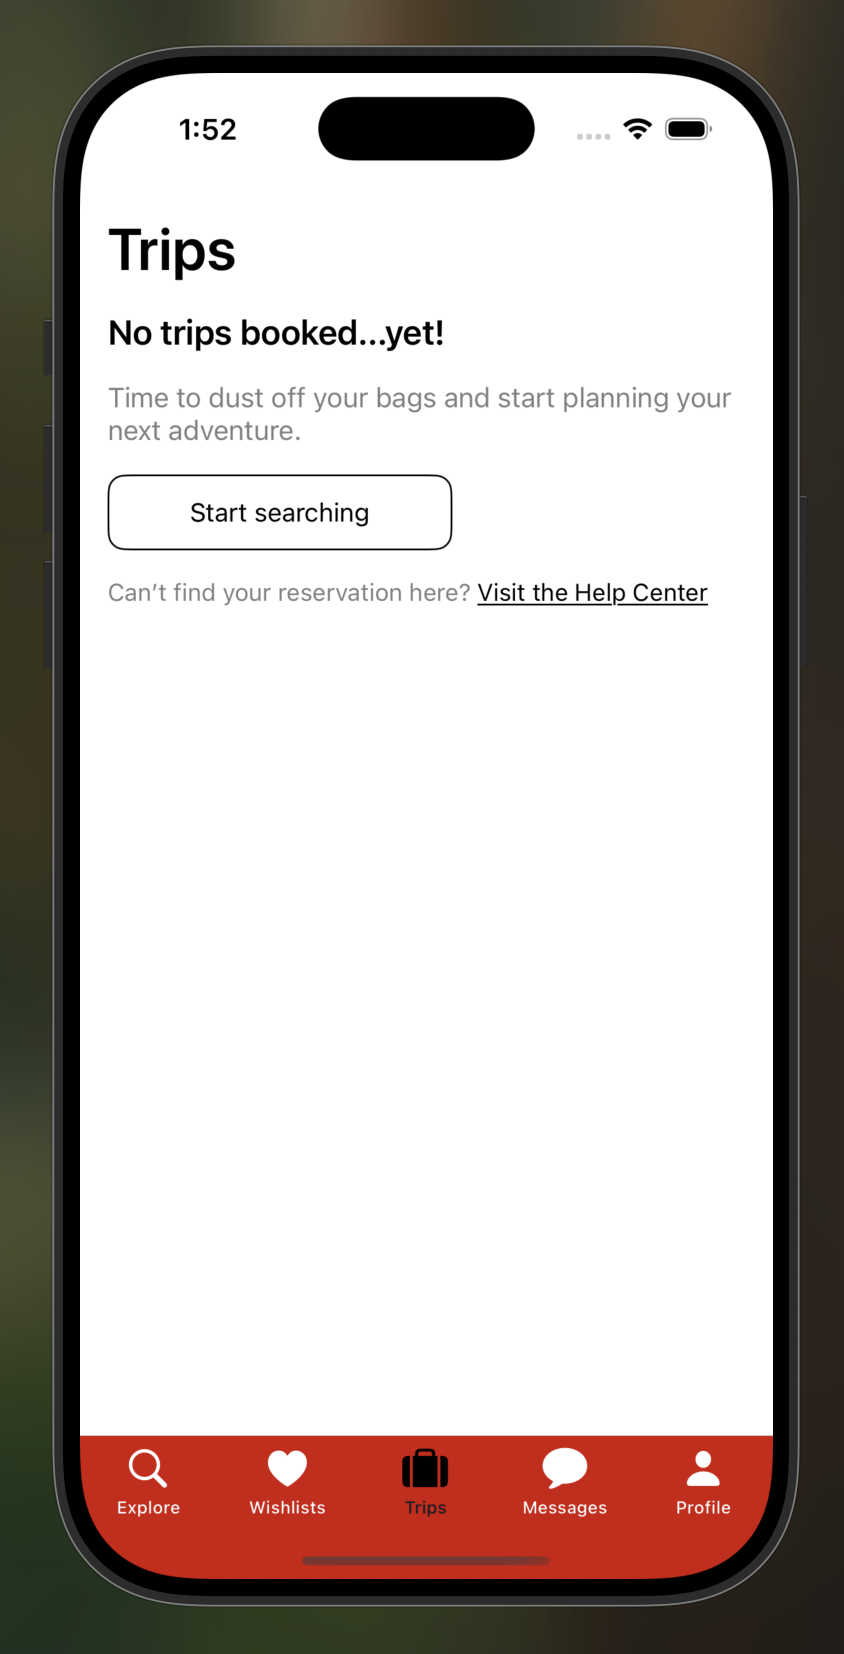 1:52
Trips
No trips booked...yet!
Time to dust off your bags and start planning your
next adventure.
Start searching
Can’t find your reservation here? Visit the Help Center
Explore
Wishlists
Trips
Messages
Profile